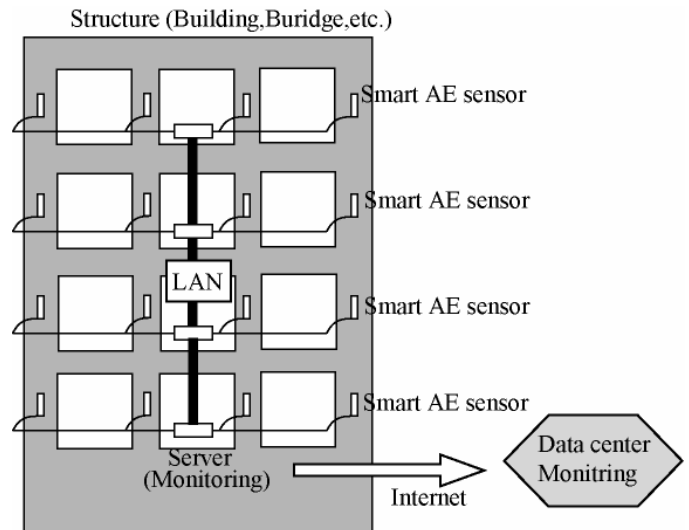 Structure (Building,Buridge,etc.)
Smart AE sensor
Smart AE sensor
LAN
Smart AE sensor
Smart AE sensor
Server
(Monitoring)
Internet
Data center
Monitring